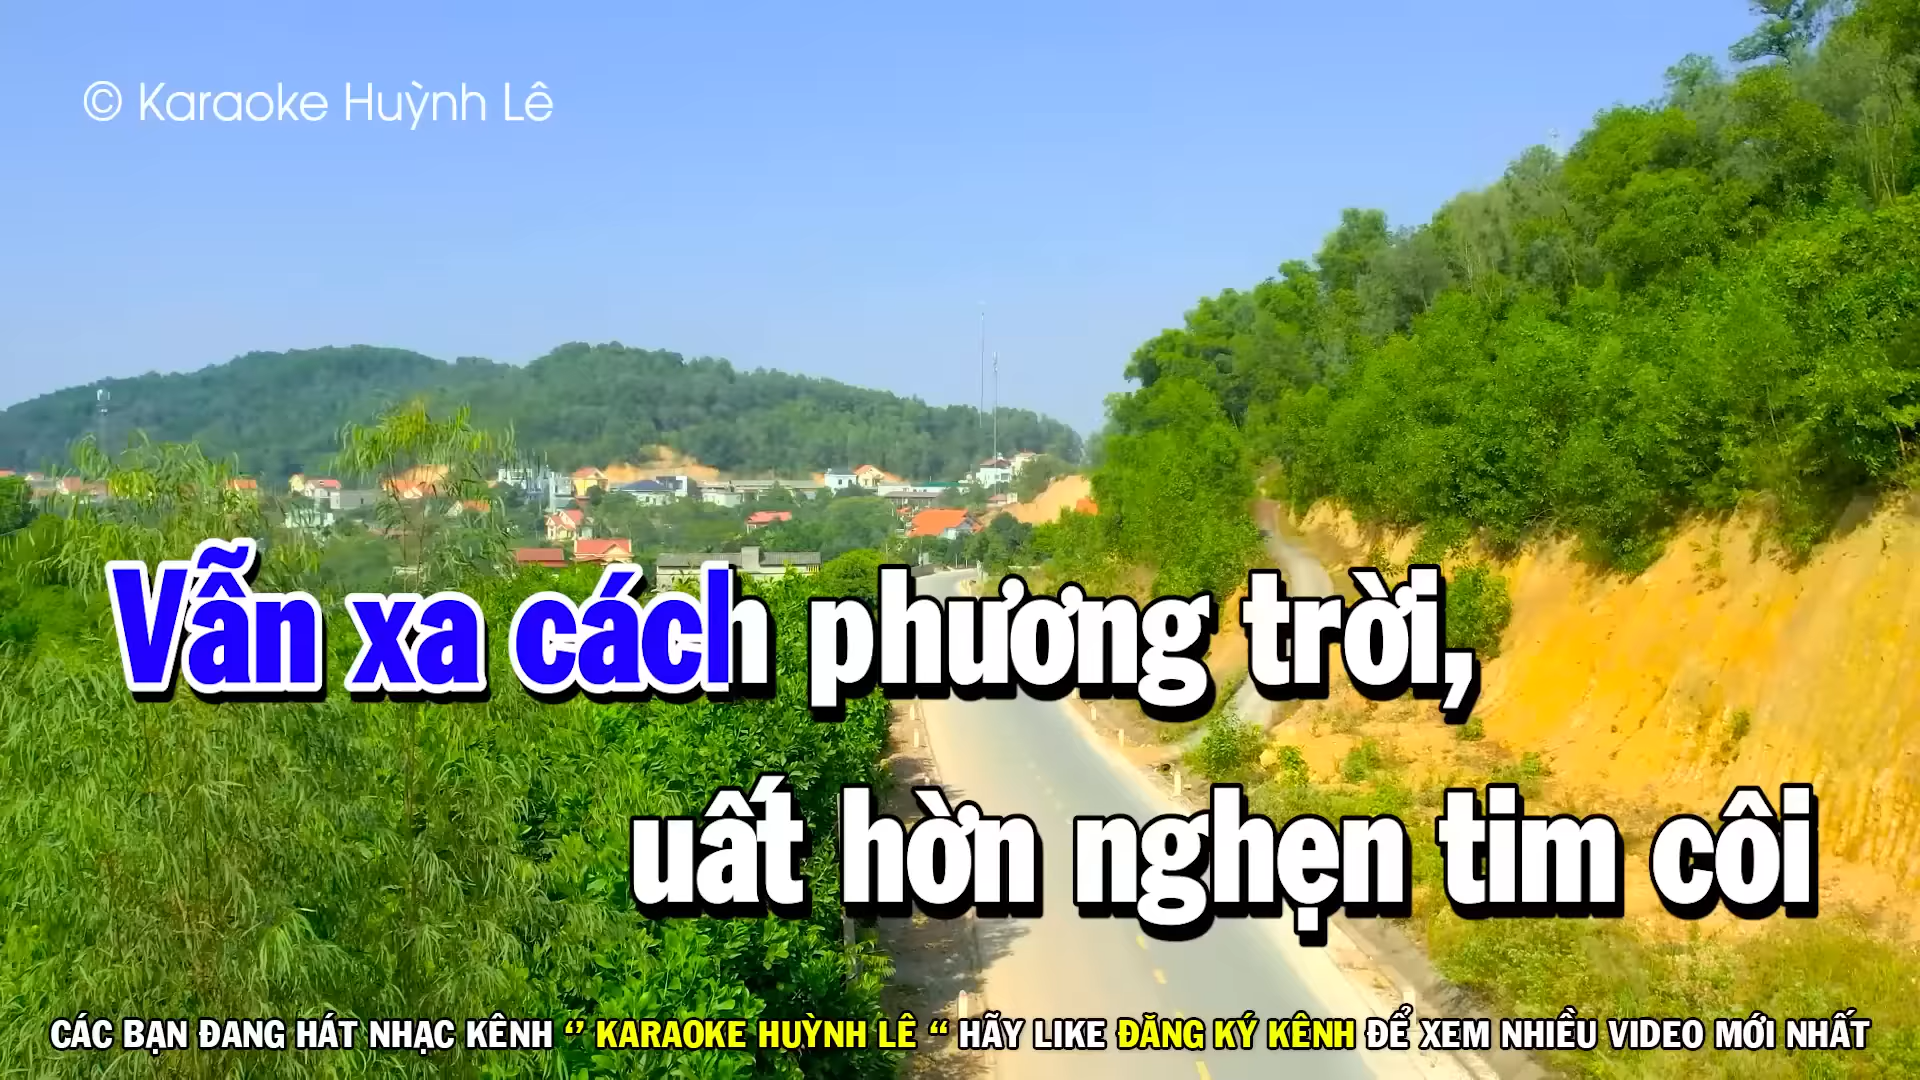 © Karaoke Huỳnh Lê
Vẫn xa cách phương trời,
uất hờn nghẹn tim côi
CÁC BẠN ĐANG HÁT NHẠC KÊNH ‘’ KARAOKE HUỲNH LÊ “ HÃY LIKE ĐĂNG KÝ KÊNH ĐỂ XEM NHIỀU VIDEO MỚI NHẤT